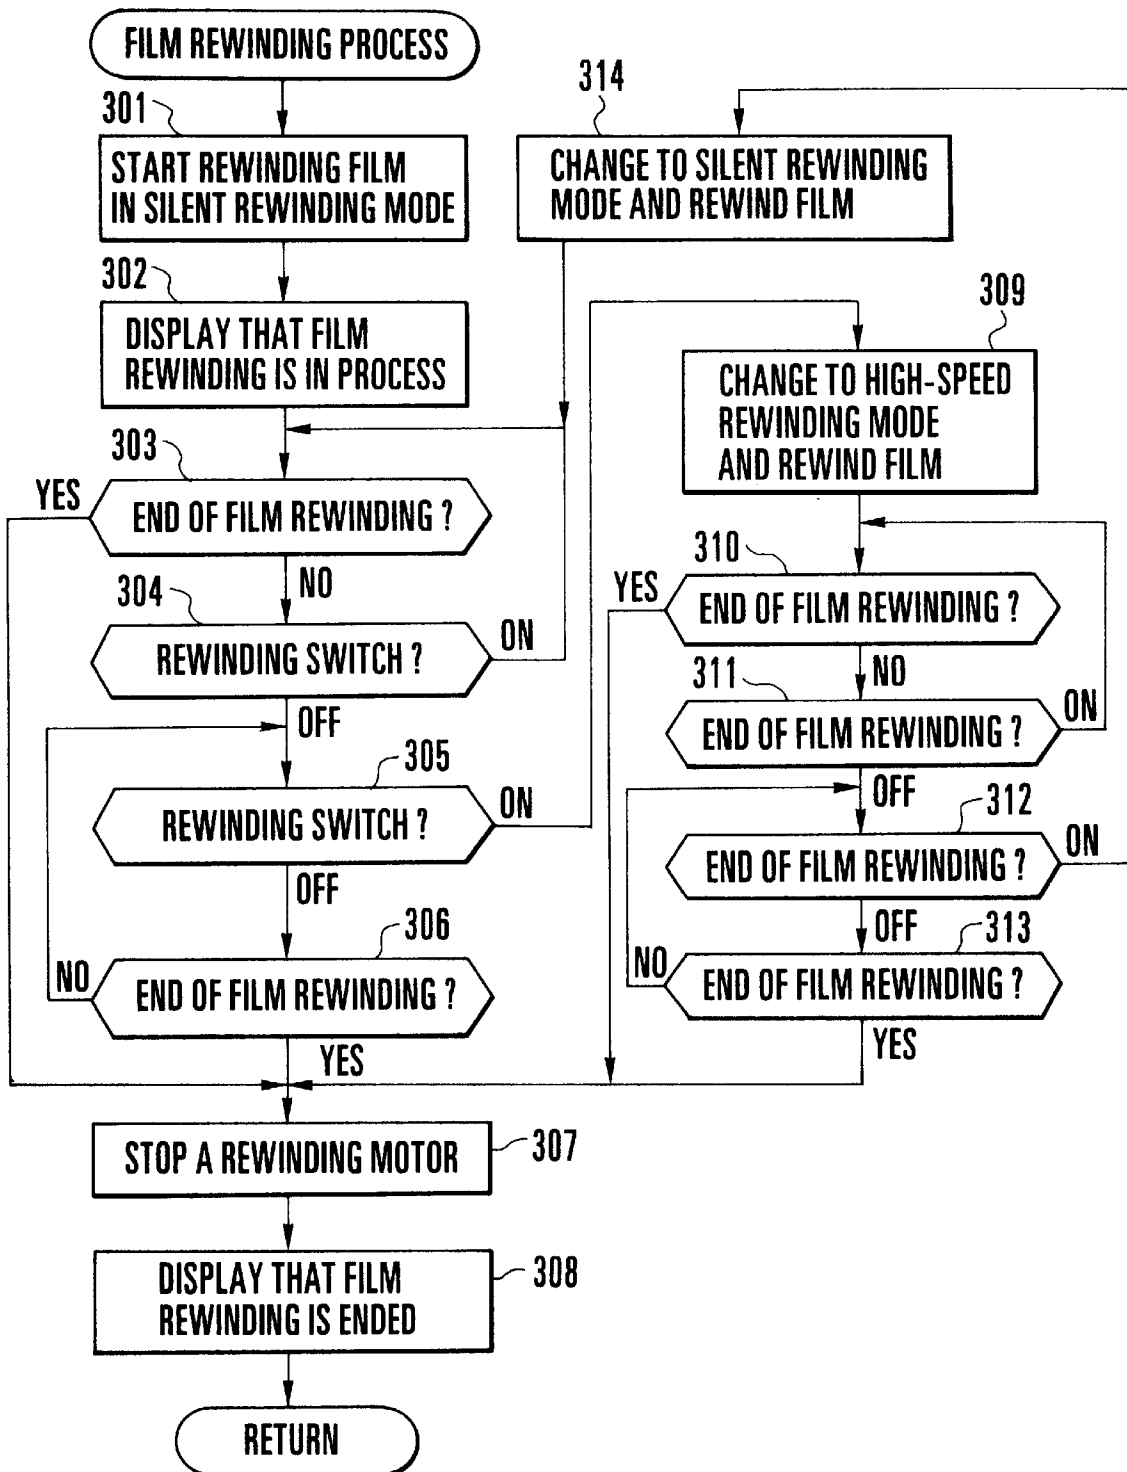 FILM REWINDING PROCESS
301
START REWINDING FILM
IN SILENT REWINDING MODE
302
DISPLAY THAT FILM
REWINDING IS IN PROCESS
303
YES
END OF FILM REWINDING ?
NO
304
REWINDING SWITCH ?
ON
OFF
305
REWINDING SWITCH ?
ON
OFF
306
NO
END OF FILM REWINDING ?
YES
STOP A REWINDING MOTOR
307
DISPLAY THAT FILM
REWINDING IS ENDED
308
RETURN
314
CHANGE TO SILENT REWINDING
MODE AND REWIND FILM
309
CHANGE TO HIGH-SPEED
REWINDING MODE
AND REWIND FILM
310
YES
END OF FILM REWINDING ?
NO
311
END OF FILM REWINDING ?
ON
OFF
312
END OF FILM REWINDING ?
ON
OFF
313
NO
END OF FILM REWINDING ?
YES